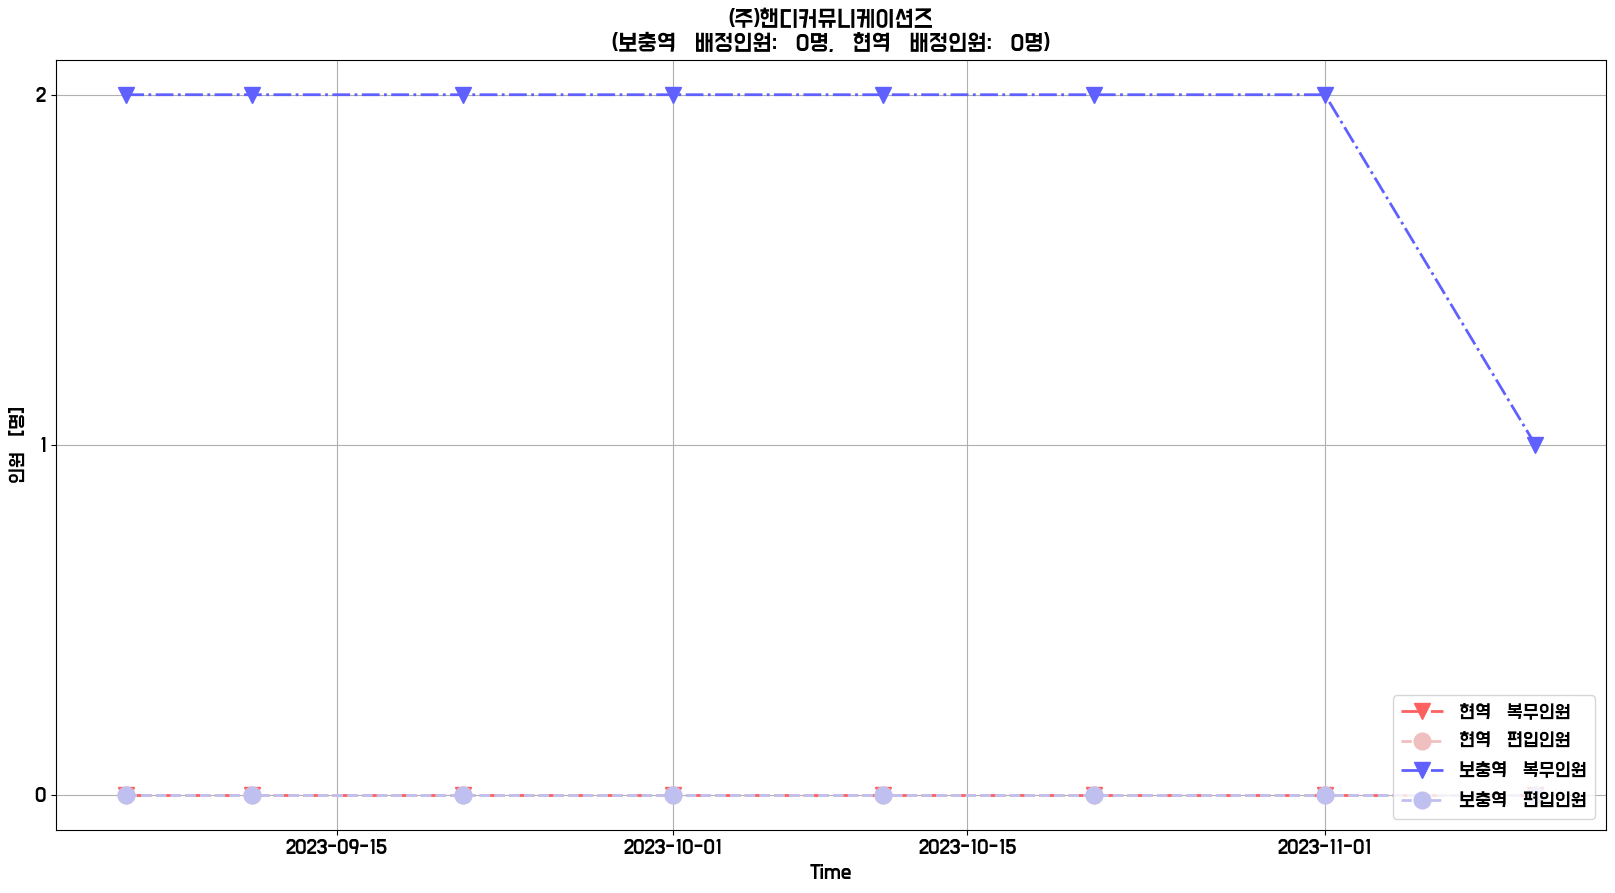 (주)핸디커뮤니케이션즈
(보충역 배정인원: 0명, 현역 배정인원: 0명)
2
1
0
인원 [명]
2023-09-15
2023-10-01
2023-10-15
2023-11-01
Time
현역 복무인원
현역 편입인원
보충역 복무인원
보충역 편입인원